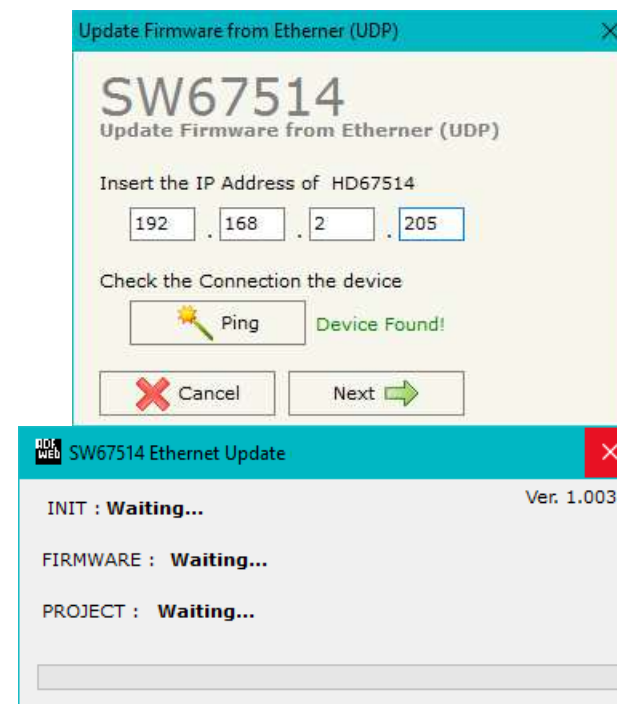 Update Firmware from Etherner (UDP)
SW67514
Update Firmware from Etherner (UDP)
Insert the IP Address of HD67514
192 . 168 . 2 . 205
Check the Connection the device
Ping Device Found!
Cancel Next
ADF WEB SW67514 Ethernet Update
Ver. 1.003
INIT : Waiting...
FIRMWARE : Waiting...
PROJECT : Waiting...